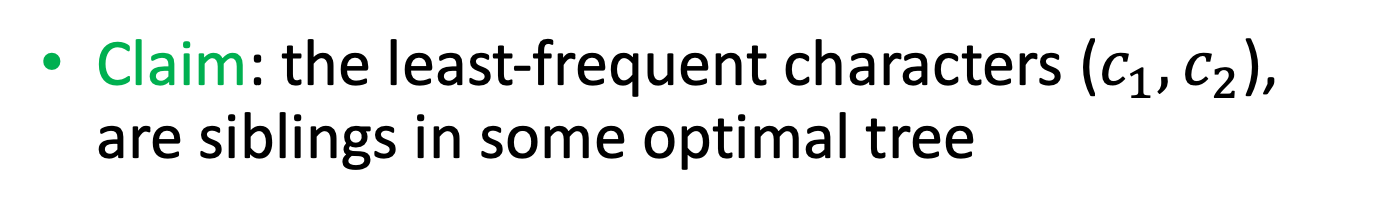 • Claim: the least-frequent characters (c₁, c₂),
are siblings in some optimal tree